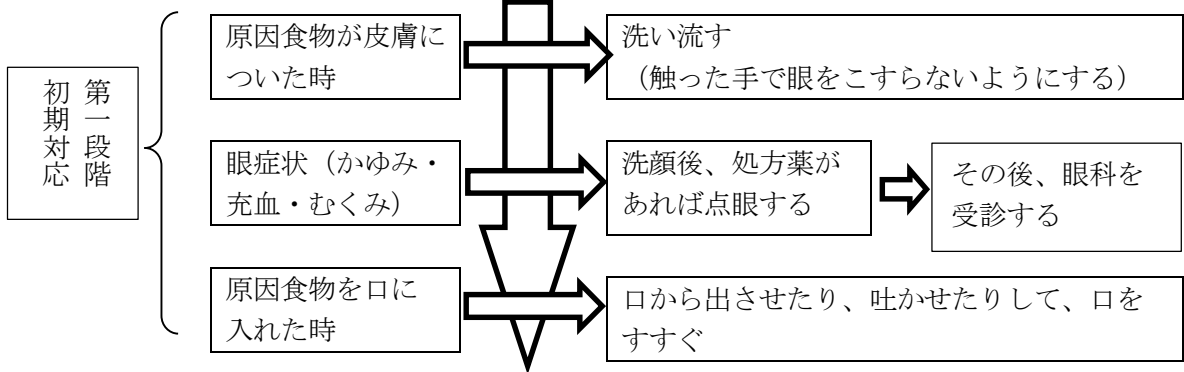 第一段階
初期対応
原因食物が皮膚に
ついた時
洗い流す
（触った手で眼をこすらないようにする）
眼症状（かゆみ・
充血・むくみ）
洗顔後、処方薬が
あれば点眼する
その後、眼科を
受診する
原因食物を口に
入れた時
口から出させたり、吐かせたりして、口を
すすぐ